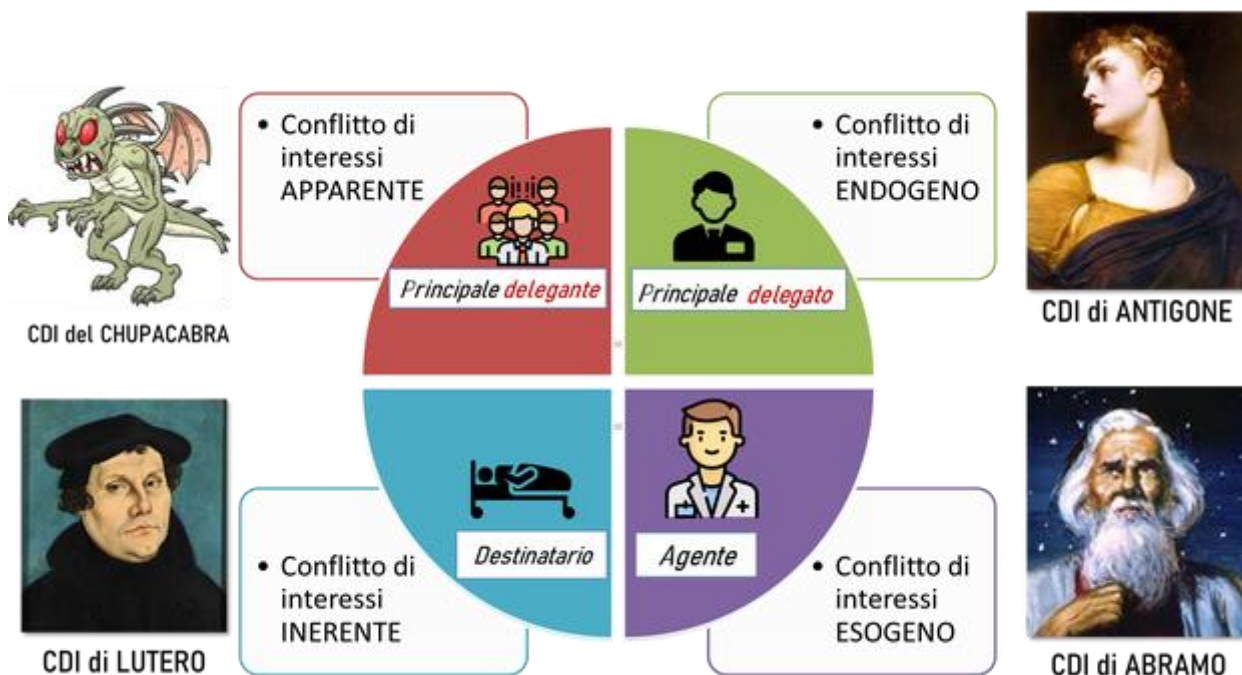 • Conflitto di
interessi
APPARENTE
• Conflitto di
interessi
ENDOGENO
Principale delegante
Principale delegato
CDI del CHUPACABRA
CDI di ANTIGONE
Destinatario
Agente
• Conflitto di
interessi
INERENTE
• Conflitto di
interessi
ESOGENO
CDI di LUTERO
CDI di ABRAMO